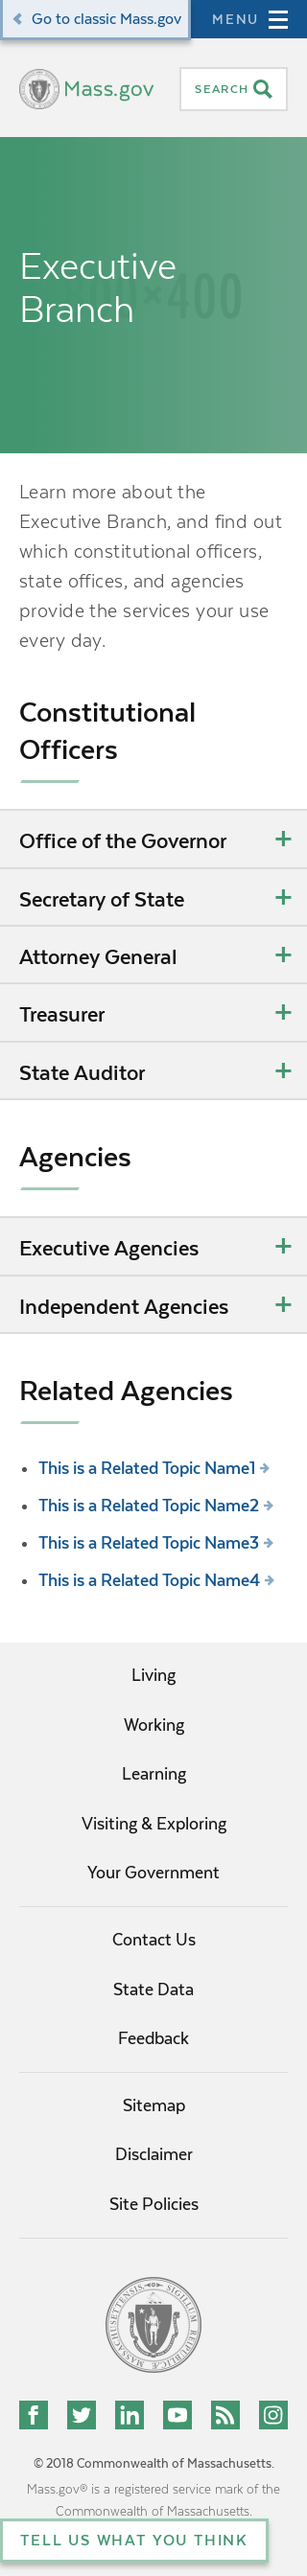 Go to classic Mass.gov
MENU
Mass.gov
SEARCH
Executive
Branch
×400
Learn more about the
Executive Branch, and find out
which constitutional officers,
state offices, and agencies
provide the services your use
every day.
Constitutional
Officers
Office of the Governor
Secretary of State
Attorney General
Treasurer
State Auditor
Agencies
Executive Agencies
Independent Agencies
Related Agencies
This is a Related Topic Name1
This is a Related Topic Name2
This is a Related Topic Name3
This is a Related Topic Name4
Living
Working
Learning
Visiting & Exploring
Your Government
Contact Us
State Data
Feedback
Sitemap
Disclaimer
Site Policies
© 2018 Commonwealth of Massachusetts.
Mass.gov® is a registered service mark of the
Commonwealth of Massachusetts.
TELL US WHAT YOU THINK